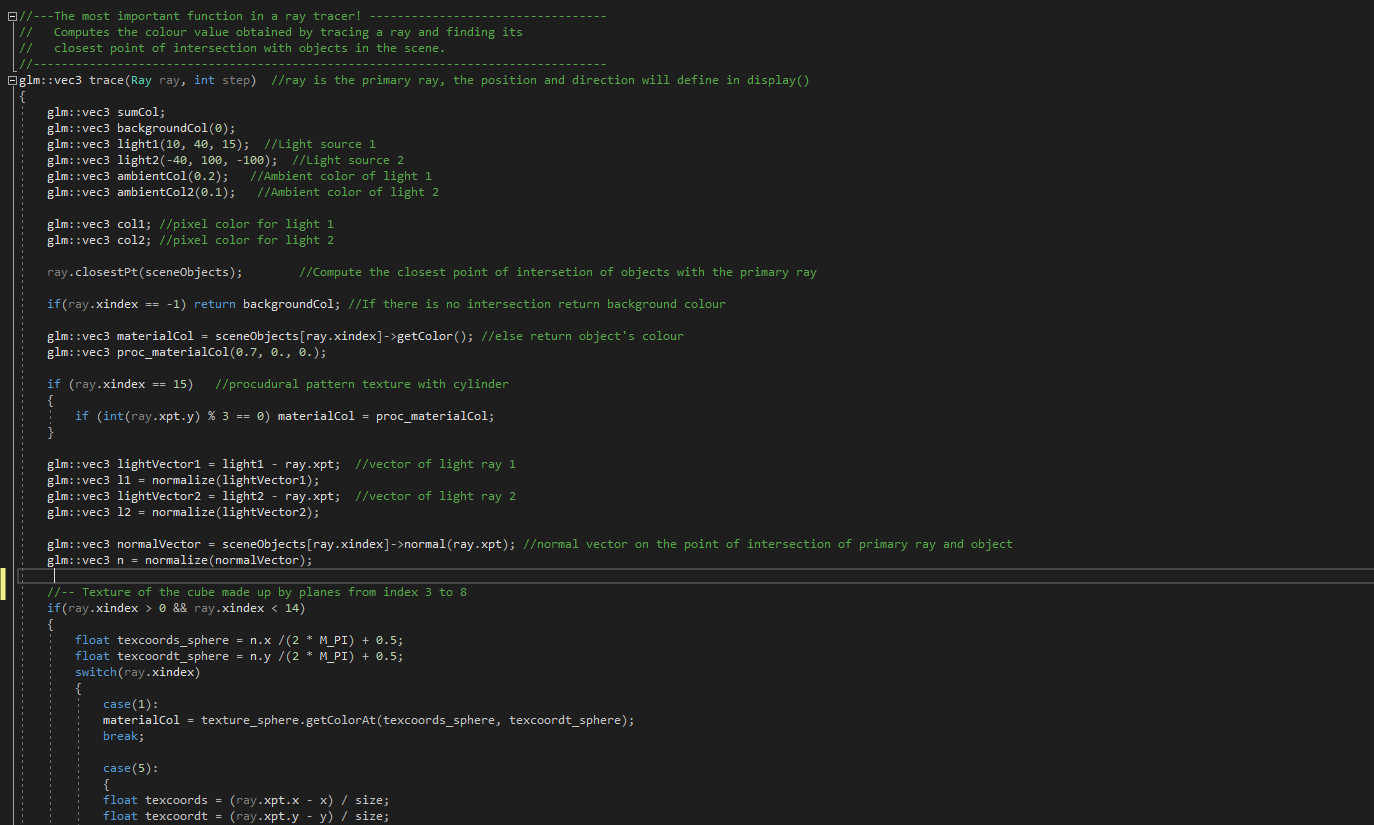 //---The most important function in a ray tracer! ----------------------------------
//   Computes the colour value obtained by tracing a ray and finding its
//   closest point of intersection with objects in the scene.
//----------------------------------------------------------------------------------
glm::vec3 trace(Ray ray, int step)  //ray is the primary ray, the position and direction will define in display()
{
    glm::vec3 sumCol;
    glm::vec3 backgroundCol(0);
    glm::vec3 light1(10, 40, 15);  //Light source 1
    glm::vec3 light2(-40, 100, -100);  //Light source 2
    glm::vec3 ambientCol(0.2);   //Ambient color of light 1
    glm::vec3 ambientCol2(0.1);   //Ambient color of light 2

    glm::vec3 col1; //pixel color for light 1
    glm::vec3 col2; //pixel color for light 2

    ray.closestPt(sceneObjects);        //Compute the closest point of intersetion of objects with the primary ray

    if(ray.xindex == -1) return backgroundCol; //If there is no intersection return background colour

    glm::vec3 materialCol = sceneObjects[ray.xindex]->getColor(); //else return object's colour
    glm::vec3 proc_materialCol(0.7, 0., 0.);

    if (ray.xindex == 15)   //procudural pattern texture with cylinder
    {
        if (int(ray.xpt.y) % 3 == 0) materialCol = proc_materialCol;
    }

    glm::vec3 lightVector1 = light1 - ray.xpt;  //vector of light ray 1
    glm::vec3 l1 = normalize(lightVector1);
    glm::vec3 lightVector2 = light2 - ray.xpt;  //vector of light ray 2
    glm::vec3 l2 = normalize(lightVector2);

    glm::vec3 normalVector = sceneObjects[ray.xindex]->normal(ray.xpt); //normal vector on the point of intersection of primary ray and object
    glm::vec3 n = normalize(normalVector);

    //-- Texture of the cube made up by planes from index 3 to 8
    if(ray.xindex > 0 && ray.xindex < 14)
    {
        float texcoords_sphere = n.x /(2 * M_PI) + 0.5;
        float texcoordt_sphere = n.y /(2 * M_PI) + 0.5;
        switch(ray.xindex)
        {
            case(1):
            materialCol = texture_sphere.getColorAt(texcoords_sphere, texcoordt_sphere);
            break;

            case(5):
            {
            float texcoords = (ray.xpt.x - x) / size;
            float texcoordt = (ray.xpt.y - y) / size;